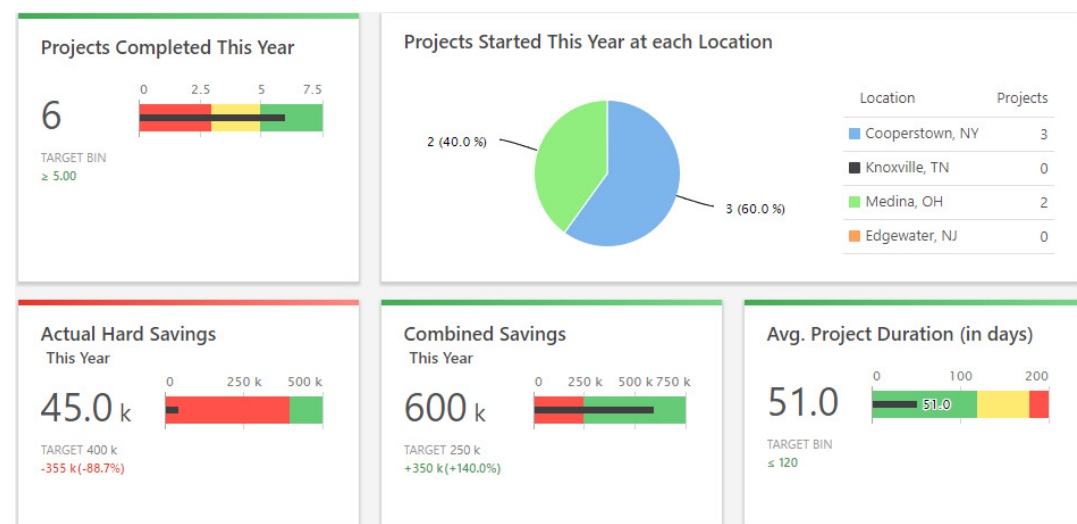 Projects Completed This Year
0 2.5 5 7.5
6
TARGET BIN
≥ 5.00
Projects Started This Year at each Location
2 (40.0 %)
3 (60.0 %)
Location Projects
Cooperstown, NY 3
Knoxville, TN 0
Medina, OH 2
Edgewater, NJ 0
Actual Hard Savings
This Year
0 250 k 500 k
45.0 k
TARGET 400 k
-355 k (-88.7%)
Combined Savings
This Year
0 250 k 500 k 750 k
600 k
TARGET 250 k
+350 k (+140.0%)
Avg. Project Duration (in days)
0 100 200
51.0
51.0
TARGET BIN
≤ 120